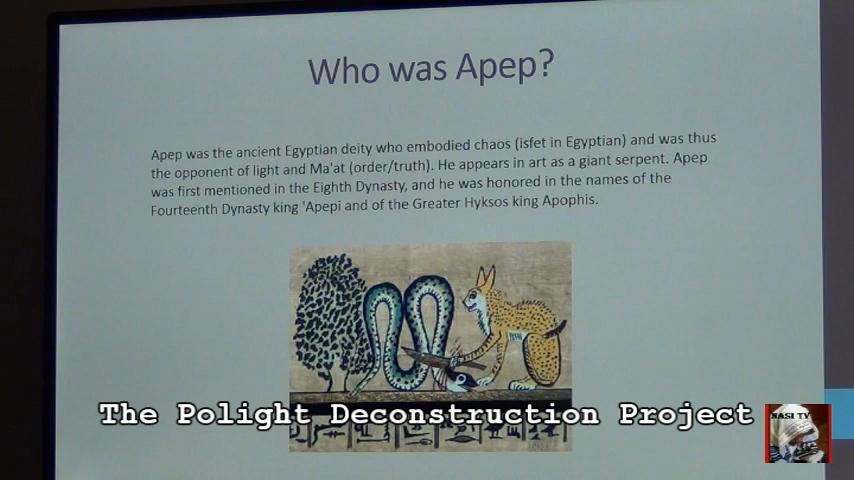 Who was Apep?
Apep was the ancient Egyptian deity who embodied chaos (isfet in Egyptian) and was thus
the opponent of light and Ma'at (order/truth). He appears in art as a giant serpent. Apep
was first mentioned in the Eighth Dynasty, and he was honored in the names of the
Fourteenth Dynasty king 'Apepi and of the Greater Hyksos king Apophis.
The Polight Deconstruction Project
NASI TV